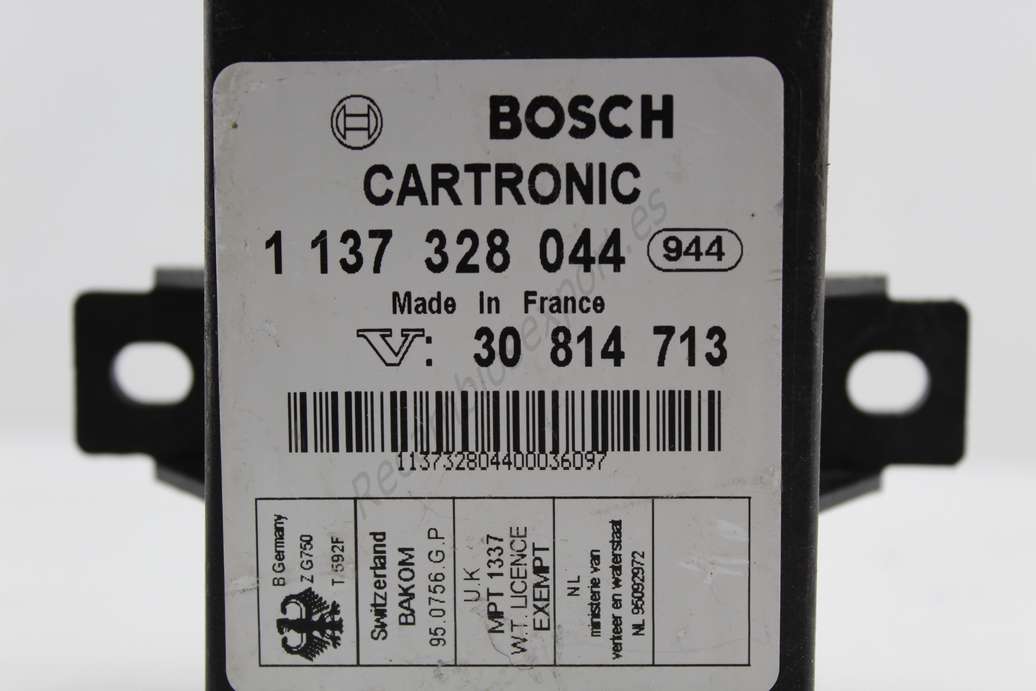 BOSCH
CARTRONIC
1 137 328 044 944
Made in France
V: 30 814 713
113732804400036097
B Germany
Z G750
T 592F
Switzerland
BAKOM
95.0756.G.P
U.K
MPT 1337
W.T. LICENCE
EXEMPT
NL
ministerie van
verkeer en waterstaat
NL 95092972